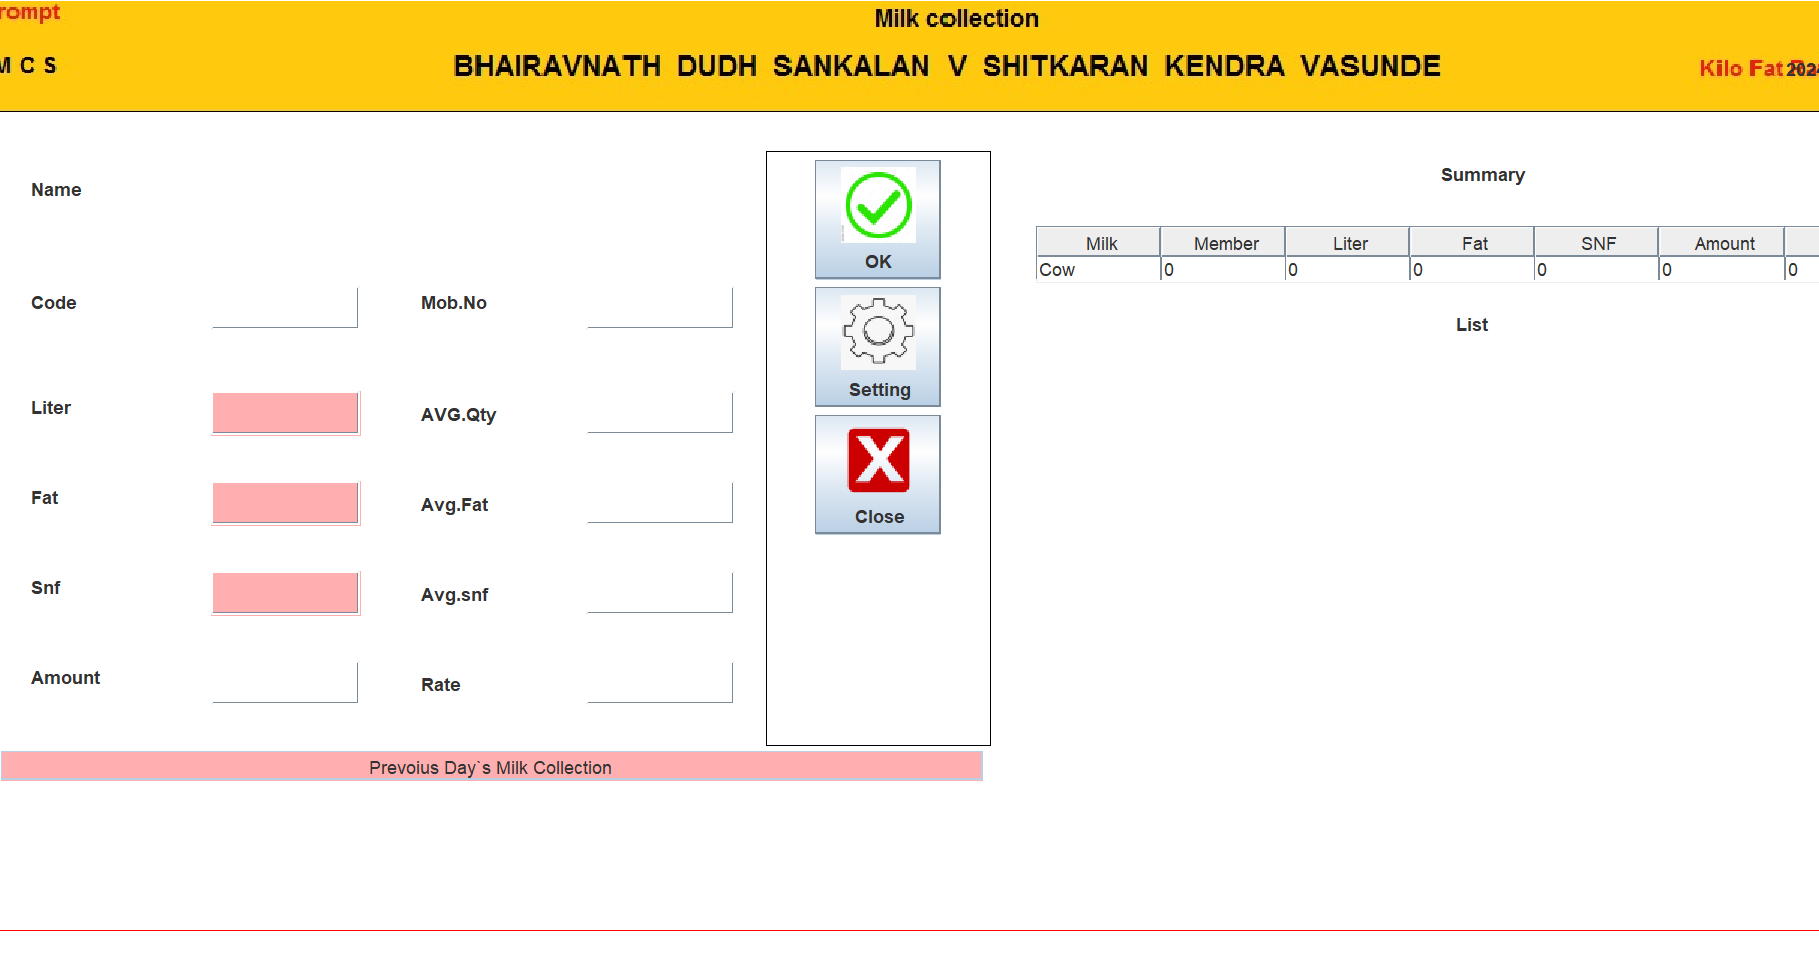 rompt
Milk collection
M C S
BHAIRAVNATH DUDH SANKALAN V SHITKARAN KENDRA VASUNDE
Kilo Fat
Name
Code
Mob.No
Liter
AVG.Qty
Fat
Avg.Fat
Snf
Avg.snf
Amount
Rate
OK
Setting
Close
Prevoius Day`s Milk Collection
Summary
Milk Member Liter Fat SNF Amount
Cow 0 0 0 0 0 0
List